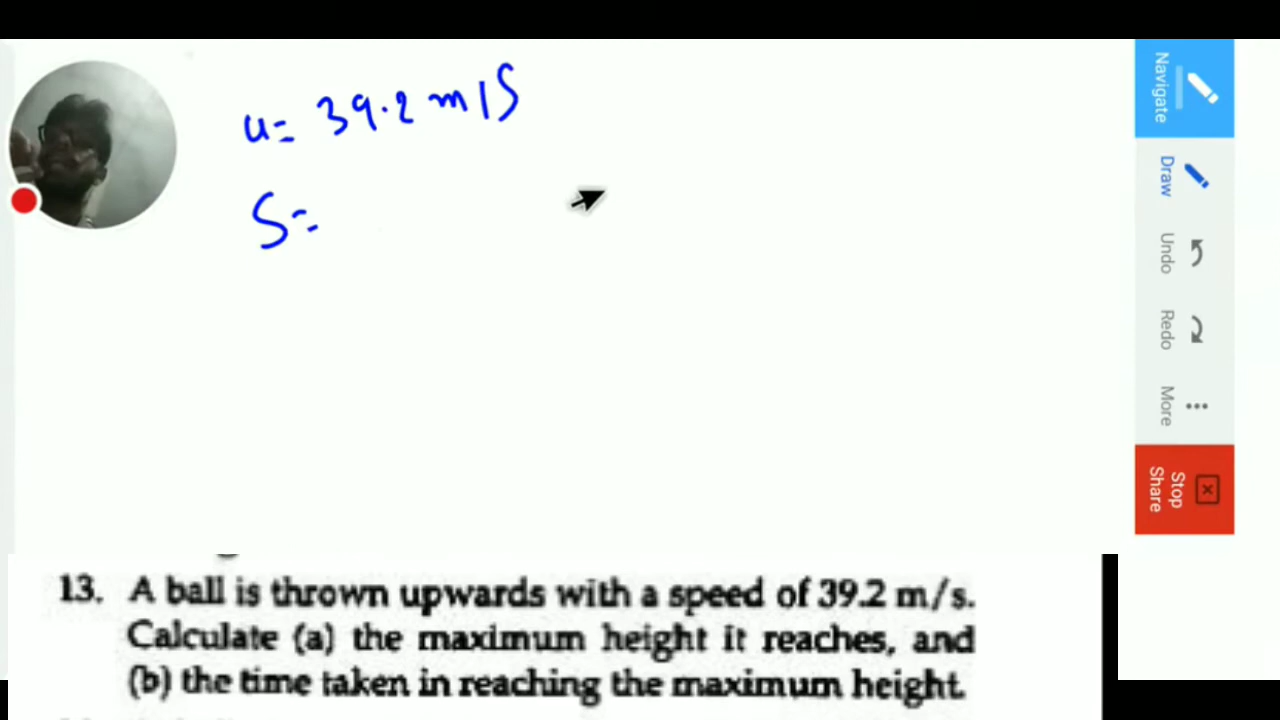 u= 39.2 m/s
S=
Navigate
Draw
Undo
Redo
More
Stop
Share
13. A ball is thrown upwards with a speed of 39.2 m/s.
Calculate (a) the maximum height it reaches, and
(b) the time taken in reaching the maximum height.